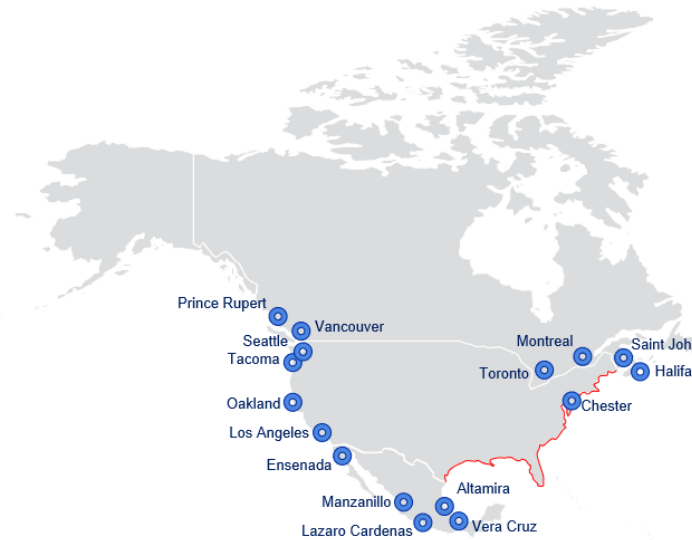 Prince Rupert
Vancouver
Seattle
Tacoma
Montreal
Saint Joh
Toronto
Halifa
Oakland
Chester
Los Angeles
Ensenada
Altamira
Manzanillo
Lazaro Cardenas
Vera Cruz